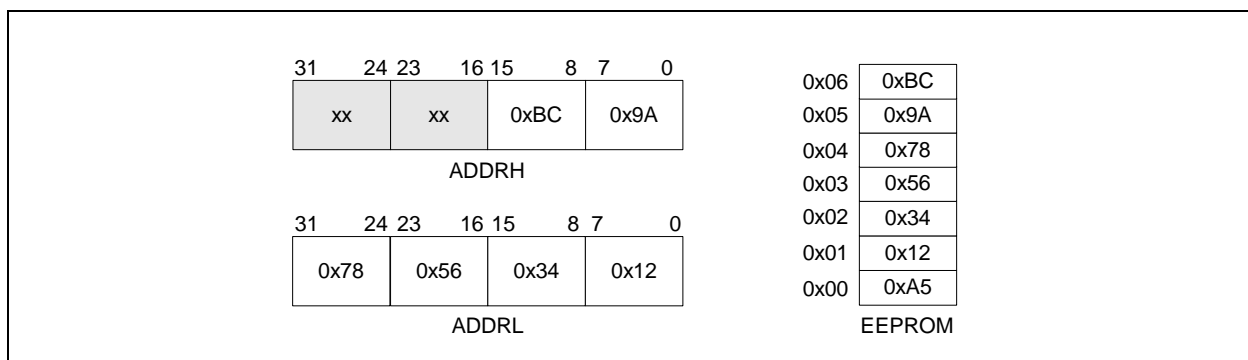 31 24 23 16 15 8 7 0
xx xx 0xBC 0x9A
ADDRH
31 24 23 16 15 8 7 0
0x78 0x56 0x34 0x12
ADDRL
0x06 0xBC
0x05 0x9A
0x04 0x78
0x03 0x56
0x02 0x34
0x01 0x12
0x00 0xA5
EEPROM